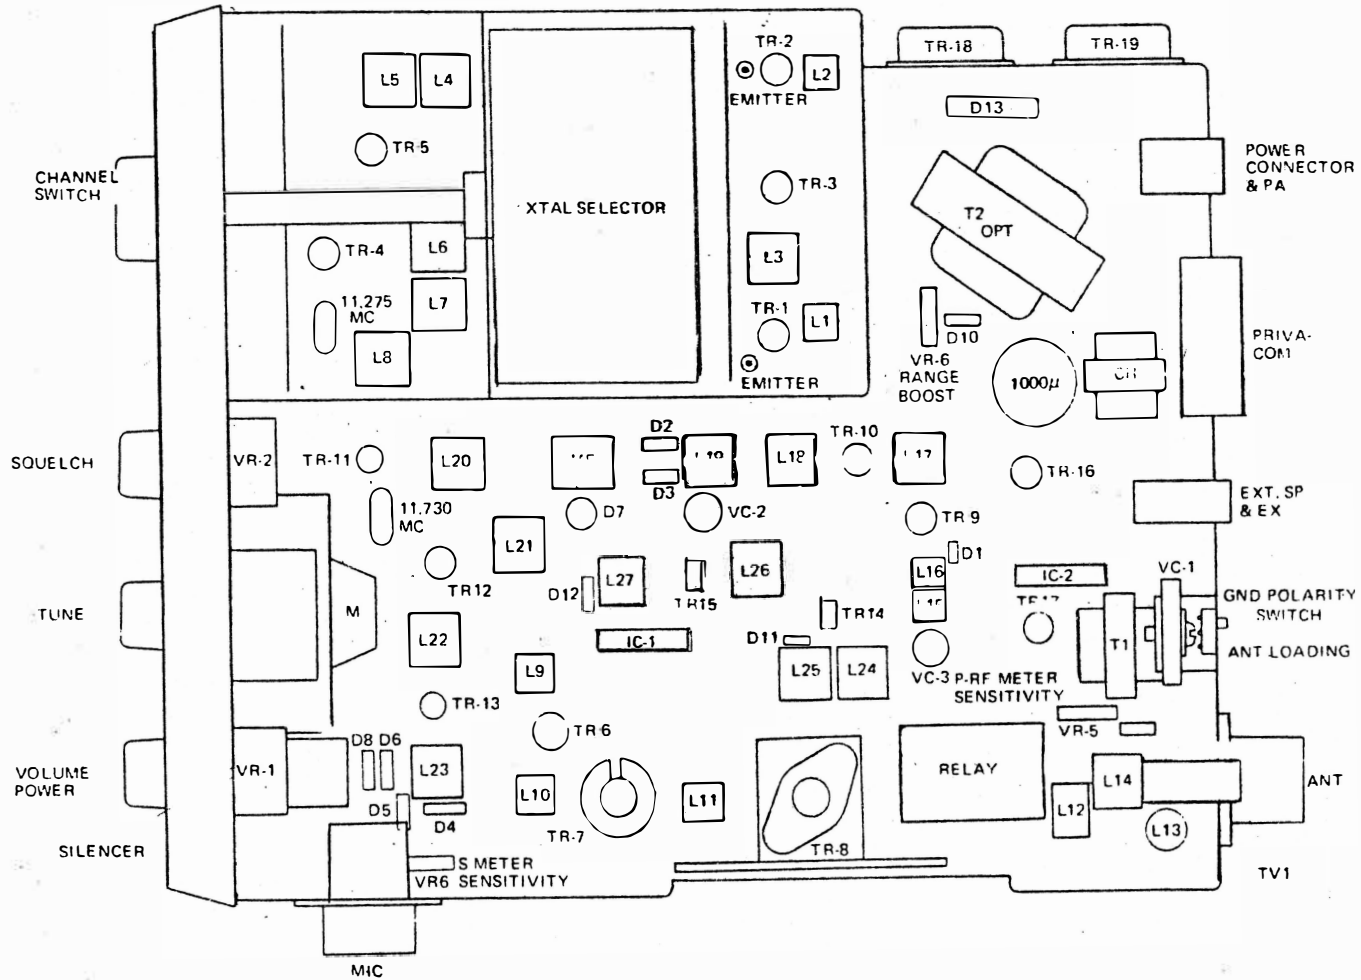 TR-18
TR-19
TR-2
L5
L4
L2
EMITTER
D13
TR-5
POWER
CONNECTOR
& PA
CHANNEL
SWITCH
TR-3
XTAL SELECTOR
T2
OPT
TR-4
L6
L3
11.275
MC
L7
TR-1
L1
D10
L8
VR-6
RANGE
BOOST
1000µ
CH
PRIVA-
COM
EMITTER
D2
TR-10
SQUELCH
VR-2
TR-11
L20
L19
L18
L17
TR-16
D3
11.730
MC
D7
VC-2
TR-9
EXT. SP
& EX
L21
D1
TR12
D12
L27
TR15
L26
L16
IC-2
VC-1
TUNE
M
TR14
TR-17
GND POLARITY
SWITCH
L22
IC-1
D11
T1
ANT LOADING
L9
L25
L24
VC-3
P-RF METER
SENSITIVITY
TR-13
TR-6
VR-5
D8
D6
VOLUME
POWER
VR-1
L23
RELAY
L14
ANT
L10
L11
L12
D5
D4
TR-7
L13
SILENCER
TR-8
VR6
S METER
SENSITIVITY
TV1
MIC